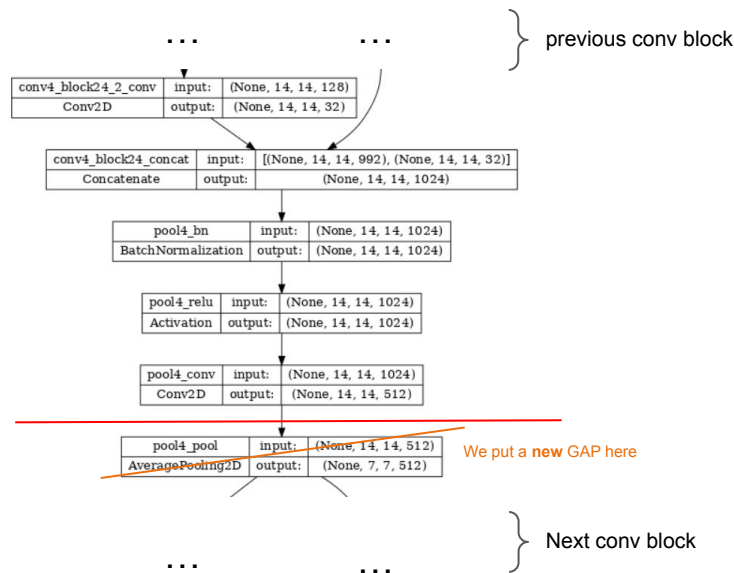 ... ...
previous conv block
conv4_block24_2_conv input: (None, 14, 14, 128)
Conv2D output: (None, 14, 14, 32)
conv4_block24_concat input: [(None, 14, 14, 992), (None, 14, 14, 32)]
Concatenate output: (None, 14, 14, 1024)
pool4_bn input: (None, 14, 14, 1024)
BatchNormalization output: (None, 14, 14, 1024)
pool4_relu input: (None, 14, 14, 1024)
Activation output: (None, 14, 14, 1024)
pool4_conv input: (None, 14, 14, 1024)
Conv2D output: (None, 14, 14, 512)
pool4_pool input: (None, 14, 14, 512)
AveragePooling2D output: (None, 7, 7, 512)
We put a new GAP here
Next conv block
... ...